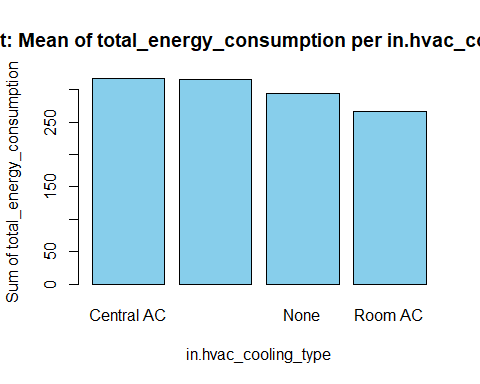 t: Mean of total_energy_consumption per in.hvac_co
Sum of total_energy_consumption
250
150
50
0
Central AC None Room AC
in.hvac_cooling_type